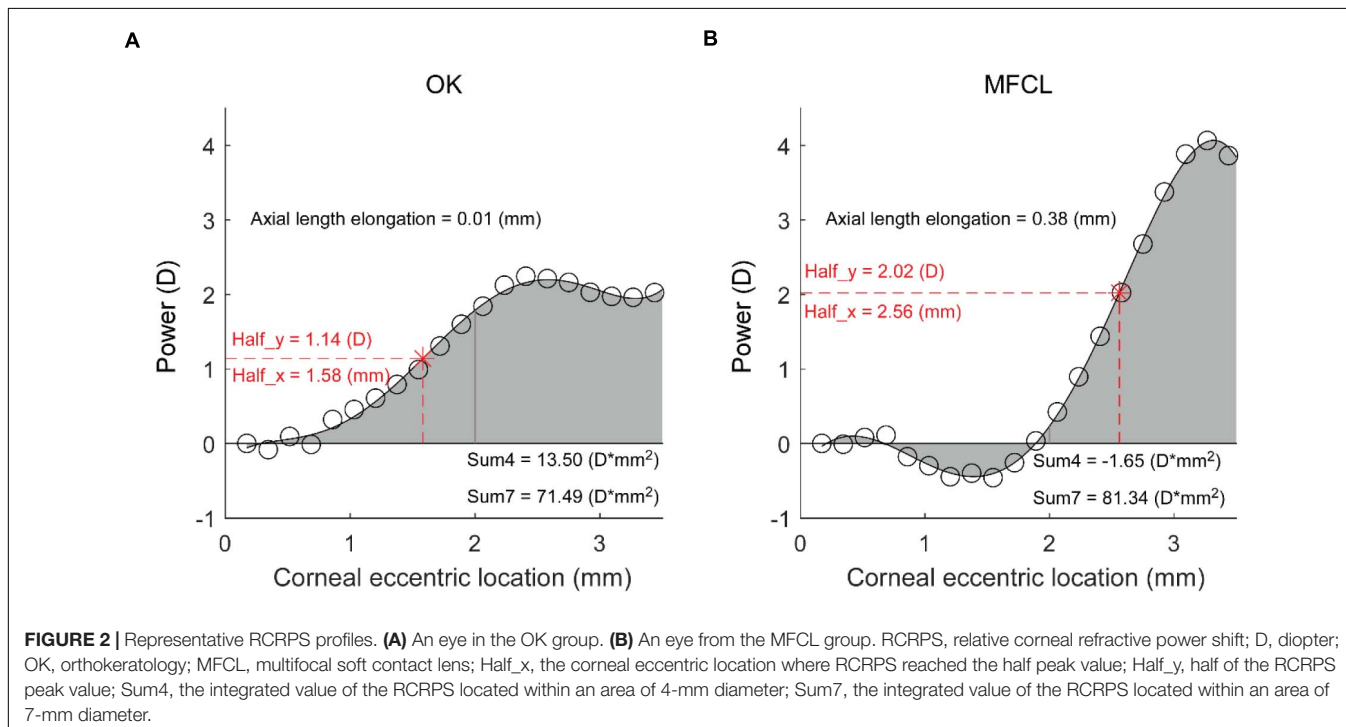 A
OK
4
3
2
1
0
-1
Power (D)
Axial length elongation = 0.01 (mm)
Half_y = 1.14 (D)
Half_x = 1.58 (mm)
Sum4 = 13.50 (D*mm²)
Sum7 = 71.49 (D*mm²)
0 1 2 3
Corneal eccentric location (mm)
B
MFCL
4
3
2
1
0
-1
Power (D)
Axial length elongation = 0.38 (mm)
Half_y = 2.02 (D)
Half_x = 2.56 (mm)
Sum4 = -1.65 (D*mm²)
Sum7 = 81.34 (D*mm²)
0 1 2 3
Corneal eccentric location (mm)
FIGURE 2 | Representative RCRPS profiles. (A) An eye in the OK group. (B) An eye from the MFCL group. RCRPS, relative corneal refractive power shift; D, diopter;
OK, orthokeratology; MFCL, multifocal soft contact lens; Half_x, the corneal eccentric location where RCRPS reached the half peak value; Half_y, half of the RCRPS
peak value; Sum4, the integrated value of the RCRPS located within an area of 4-mm diameter; Sum7, the integrated value of the RCRPS located within an area of
7-mm diameter.